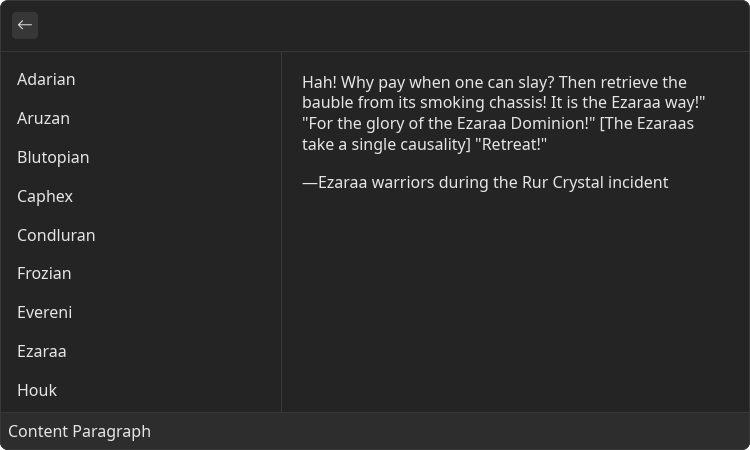 Adarian
Aruzan
Blutopian
Caphex
Condluran
Frozian
Evereni
Ezaraa
Houk
Hah! Why pay when one can slay? Then retrieve the
bauble from its smoking chassis! It is the Ezaraa way!"
"For the glory of the Ezaraa Dominion!" [The Ezaraas
take a single causality] "Retreat!"
—Ezaraa warriors during the Rur Crystal incident
Content Paragraph